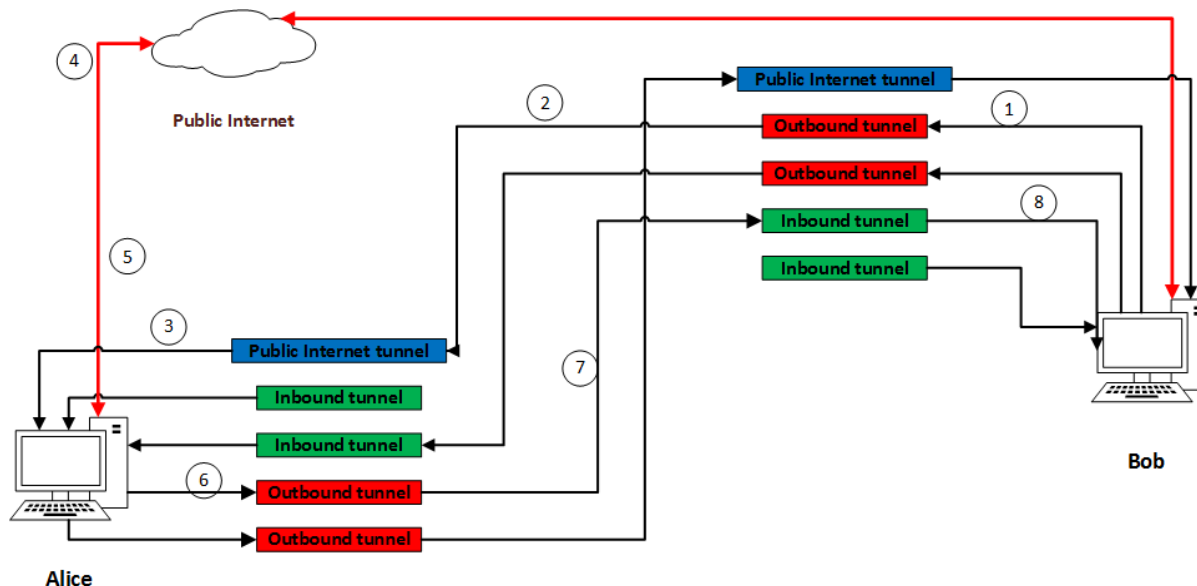 4
Public Internet
Public Internet tunnel
2
1
Outbound tunnel
Outbound tunnel
8
Inbound tunnel
5
Inbound tunnel
3
Public Internet tunnel
7
Inbound tunnel
Inbound tunnel
Bob
6
Outbound tunnel
Outbound tunnel
Alice